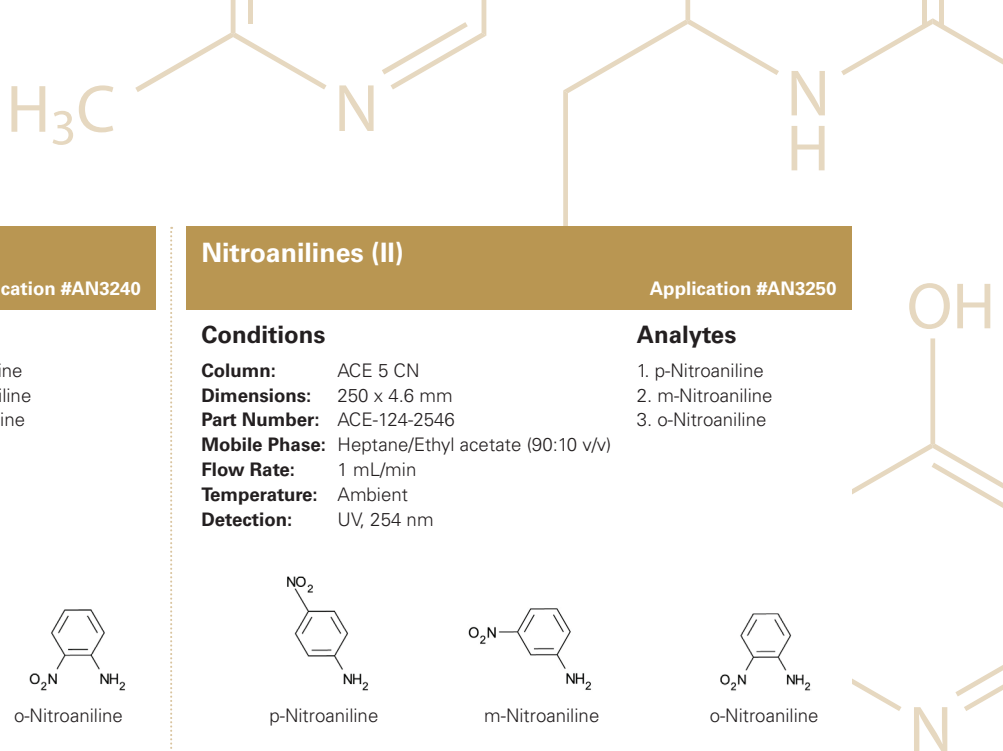 H3C
N
N
H
OH
N
cation #AN3240
ine
iline
ine
O2N
NH2
o-Nitroaniline
Nitroanilines (II)
Application #AN3250
Conditions
Column: ACE 5 CN
Dimensions: 250 x 4.6 mm
Part Number: ACE-124-2546
Mobile Phase: Heptane/Ethyl acetate (90:10 v/v)
Flow Rate: 1 mL/min
Temperature: Ambient
Detection: UV, 254 nm
Analytes
1. p-Nitroaniline
2. m-Nitroaniline
3. o-Nitroaniline
NO2
NH2
p-Nitroaniline
O2N
NH2
m-Nitroaniline
O2N
NH2
o-Nitroaniline